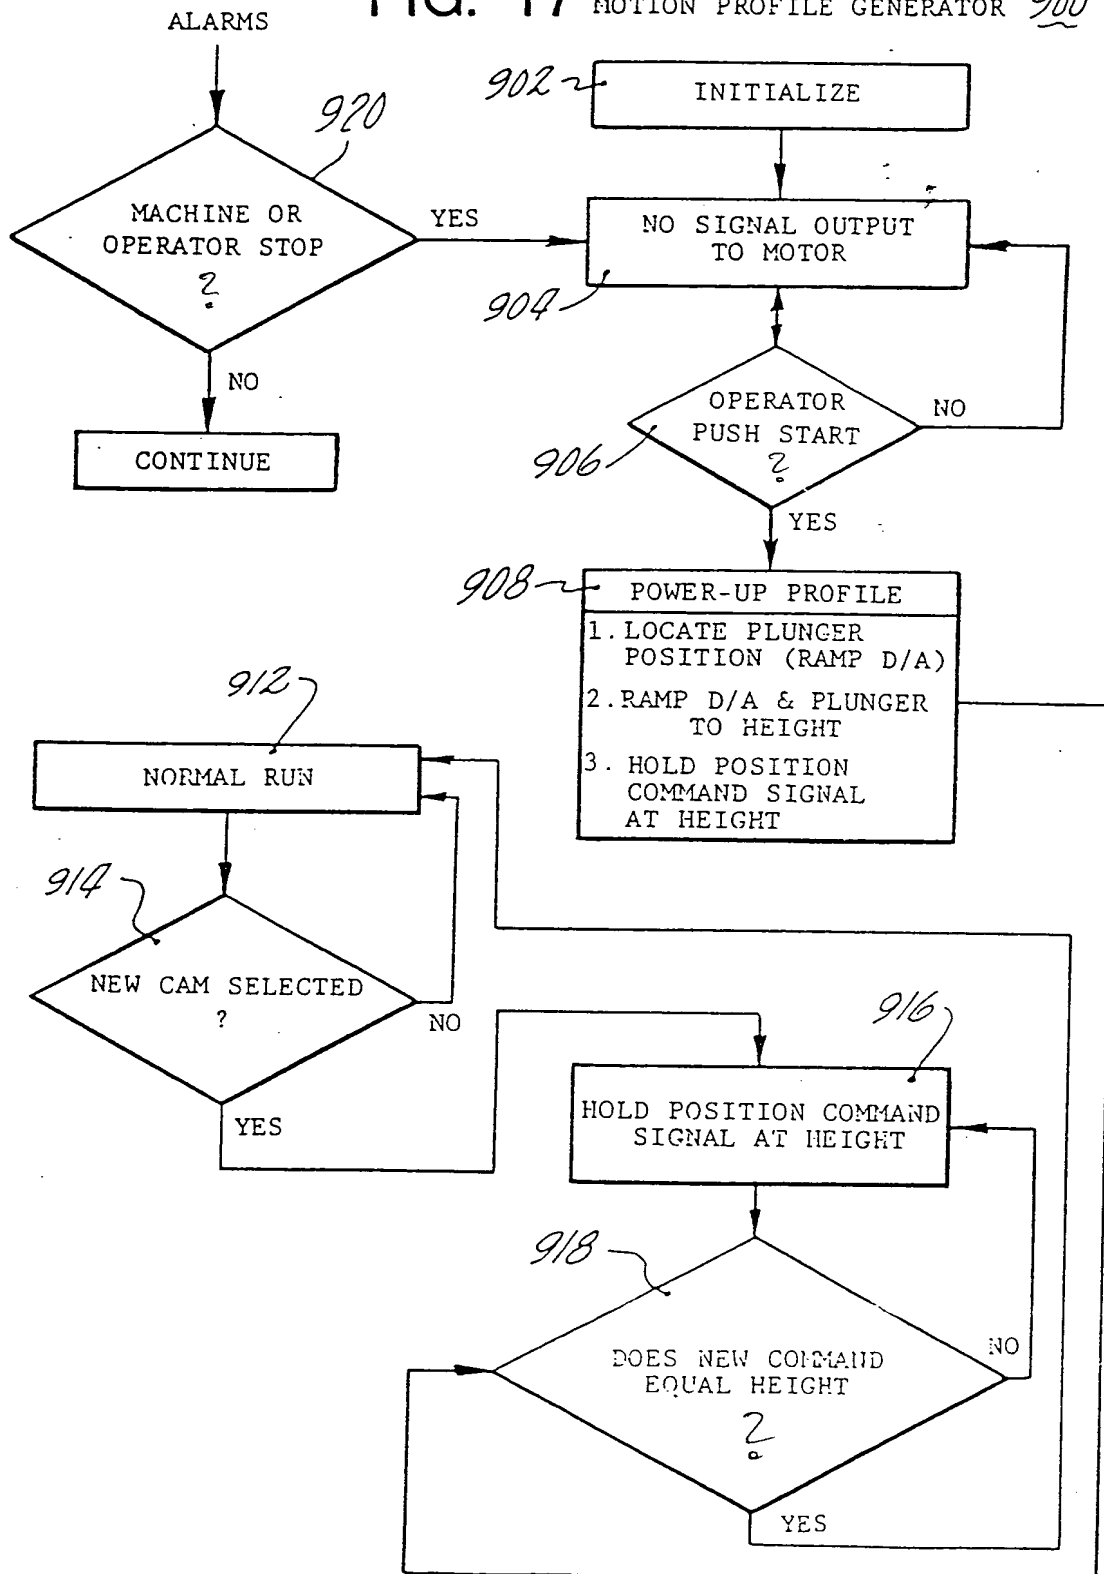 FIG. 17 MOTION PROFILE GENERATOR 900
ALARMS
902
INITIALIZE
920
MACHINE OR
OPERATOR STOP
?
YES
NO SIGNAL OUTPUT
TO MOTOR
904
NO
CONTINUE
OPERATOR
PUSH START
?
NO
906
YES
908
POWER-UP PROFILE
1. LOCATE PLUNGER
POSITION (RAMP D/A)
2. RAMP D/A & PLUNGER
TO HEIGHT
3. HOLD POSITION
COMMAND SIGNAL
AT HEIGHT
912
NORMAL RUN
914
NEW CAM SELECTED
?
NO
YES
916
HOLD POSITION COMMAND
SIGNAL AT HEIGHT
918
DOES NEW COMMAND
EQUAL HEIGHT
?
NO
YES